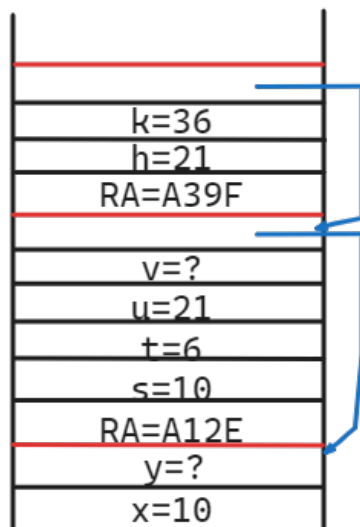 k=36
h=21
RA=A39F
v=?
u=21
t=6
s=10
RA=A12E
y=?
x=10